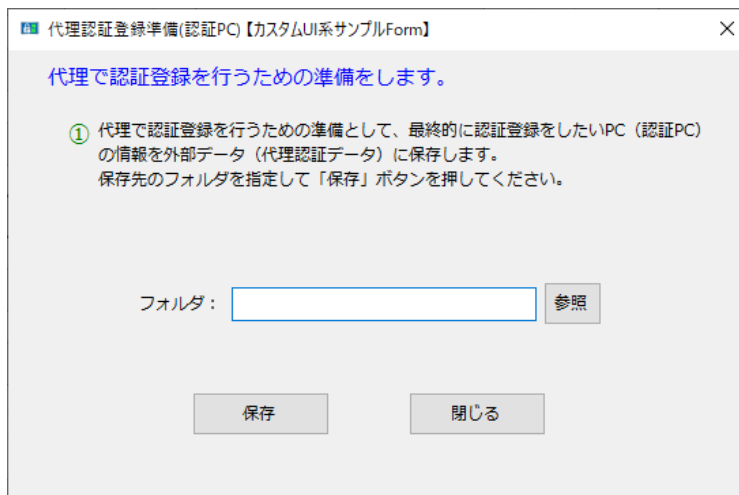 代理認証登録準備(認証PC)【カスタムUI系サンプルForm】
代理で認証登録を行うための準備をします。
① 代理で認証登録を行うための準備として、最終的に認証登録をしたいPC（認証PC）
の情報を外部データ（代理認証データ）に保存します。
保存先のフォルダを指定して「保存」ボタンを押してください。
フォルダ： 参照
保存 閉じる